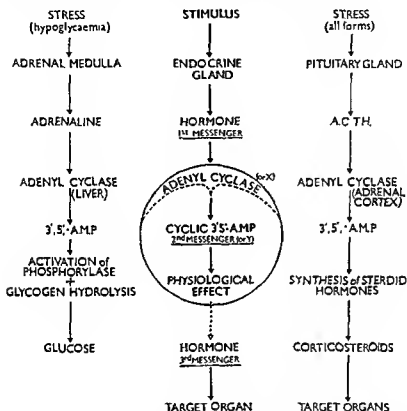 STRESS
(hypoglycaemia)
ADRENAL MEDULLA
ADRENALINE
ADENYL CYCLASE
(LIVER)
3',5'-A.M.P
ACTIVATION of
PHOSPHORYLASE
+
GLYCOGEN HYDROLYSIS
GLUCOSE
STIMULUS
ENDOCRINE
GLAND
HORMONE
1st MESSENGER
ADENYL CYCLASE (or X)
CYCLIC 3'5'-A.M.P
2nd MESSENGER (or Y)
PHYSIOLOGICAL
EFFECT
HORMONE
3rd MESSENGER
TARGET ORGAN
STRESS
(all forms)
PITUITARY GLAND
A.C.T.H.
ADENYL CYCLASE
(ADRENAL
CORTEX)
3',5',-A.M.P
SYNTHESIS of STEROID
HORMONES
CORTICOSTEROIDS
TARGET ORGANS